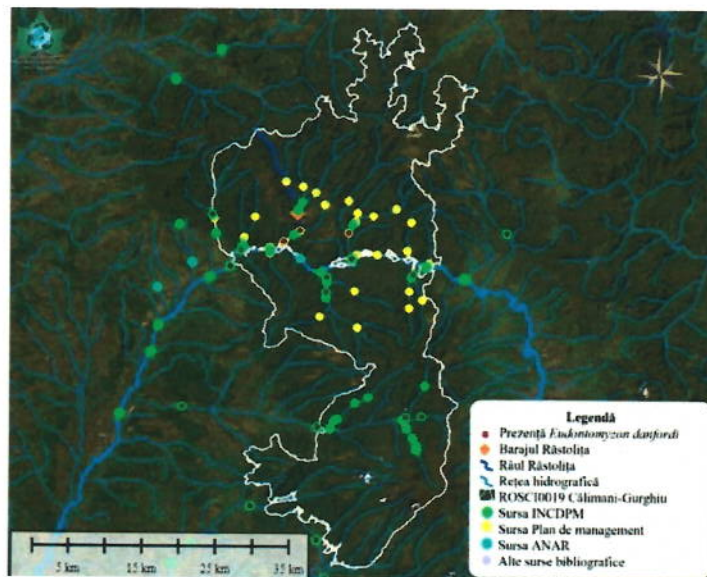 Legendă
Prezență Eudontomyzon danfordi
Barajul Răstolița
Râul Răstolița
Rețea hidrografică
ROSCI0019 Călimani-Gurghiu
Sursa INCDPM
Sursa Plan de management
Sursa ANAR
Alte surse bibliografice
5 km
15 km
25 km
35 km